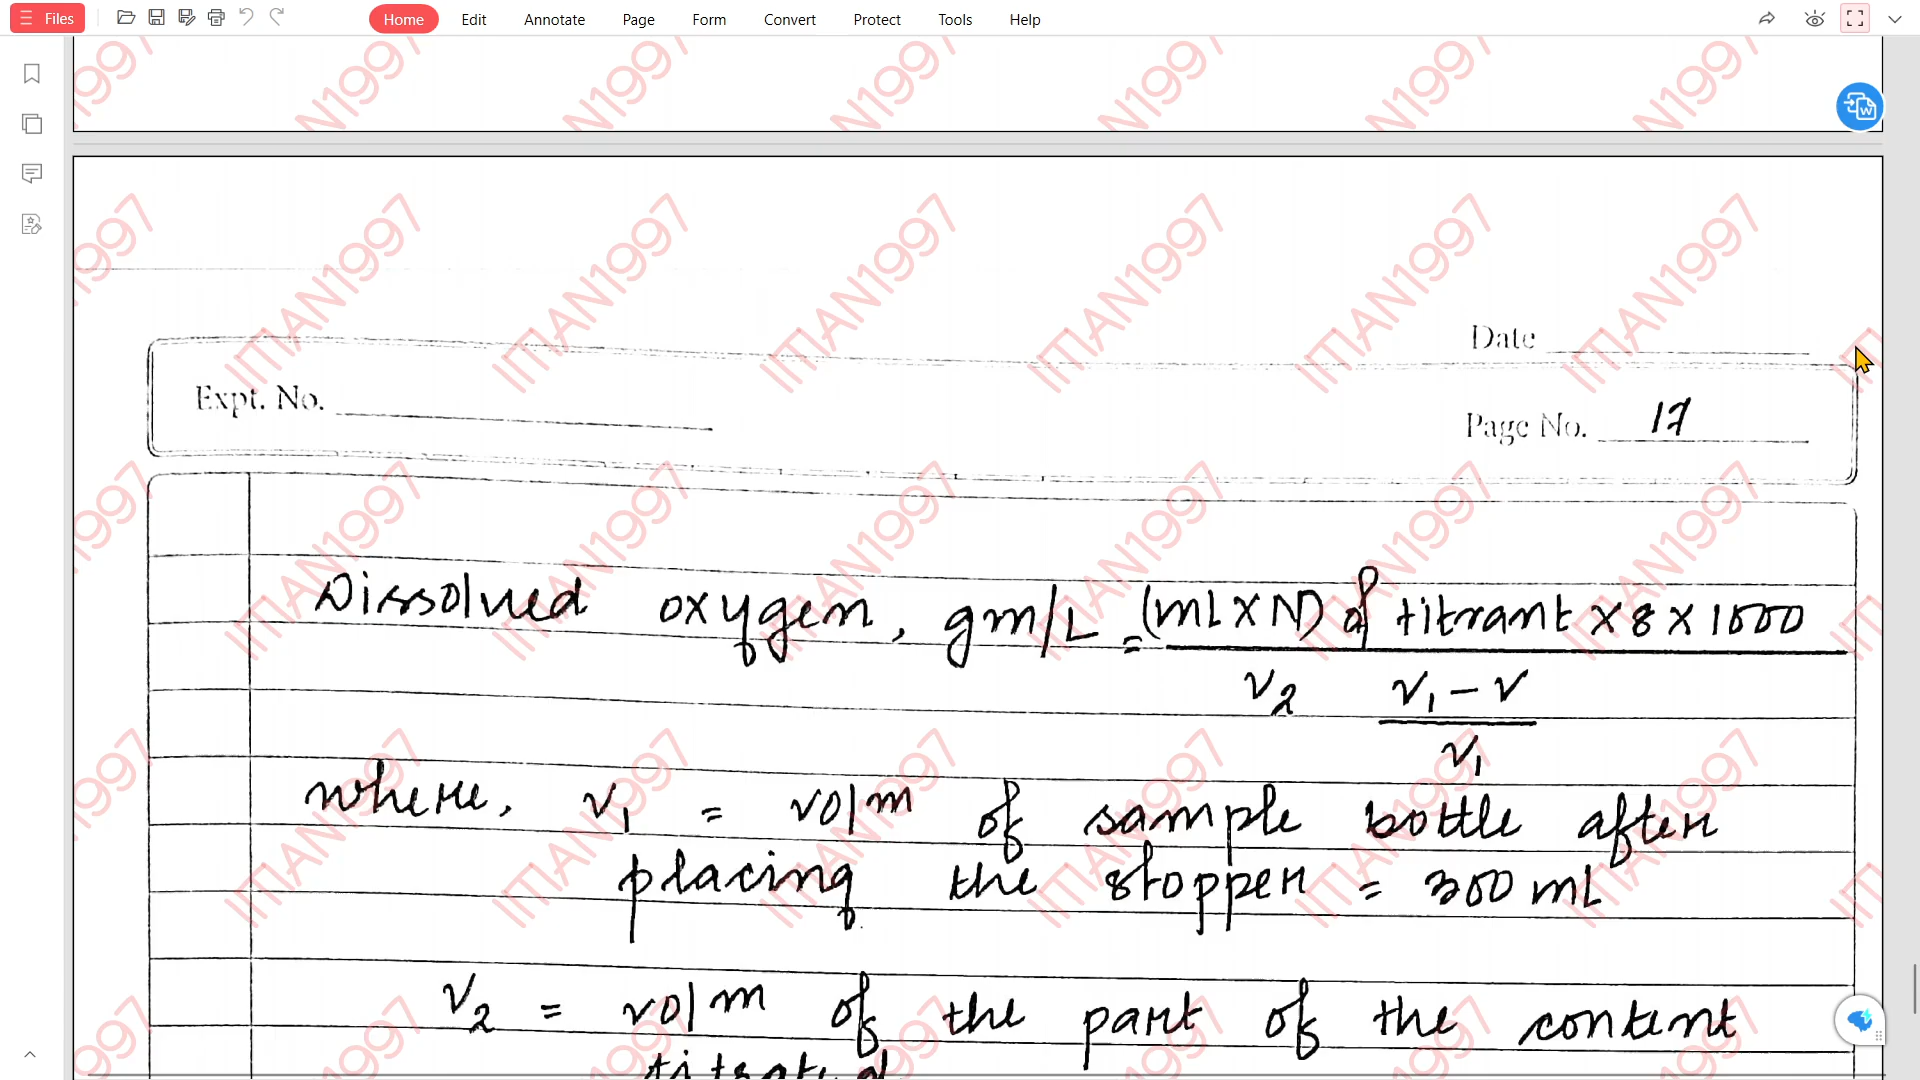 Files Home Edit Annotate Page Form Convert Protect Tools Help
IMAN1997
Date
Expt. No.
Page No. 17
Dissolved oxygen, gm/L = (mL X N) of titrant x 8 x 1000
V2 V1 - V
V1
where, V1 = volm of sample bottle after
placing the stopper = 300 mL
V2 = volm of the part of the content
titrated